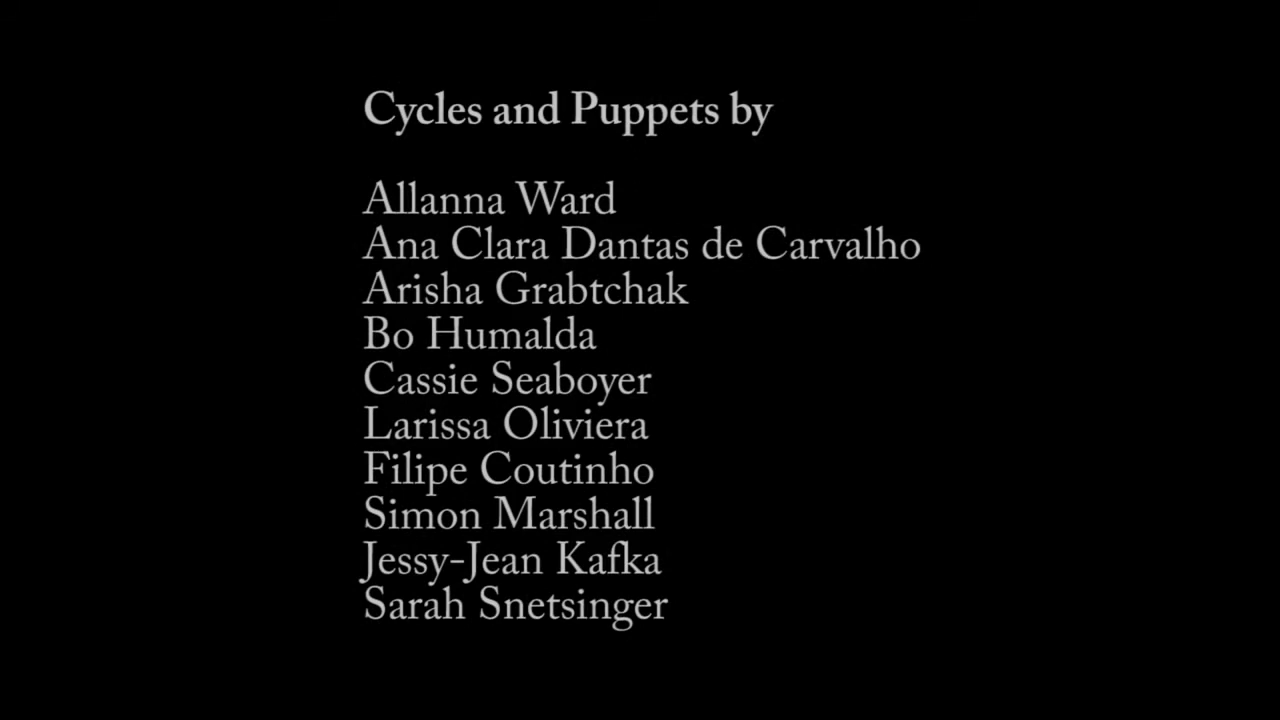 Cycles and Puppets by
Allanna Ward
Ana Clara Dantas de Carvalho
Arisha Grabtchak
Bo Humalda
Cassie Seaboyer
Larissa Oliviera
Filipe Coutinho
Simon Marshall
Jessy-Jean Kafka
Sarah Snetsinger